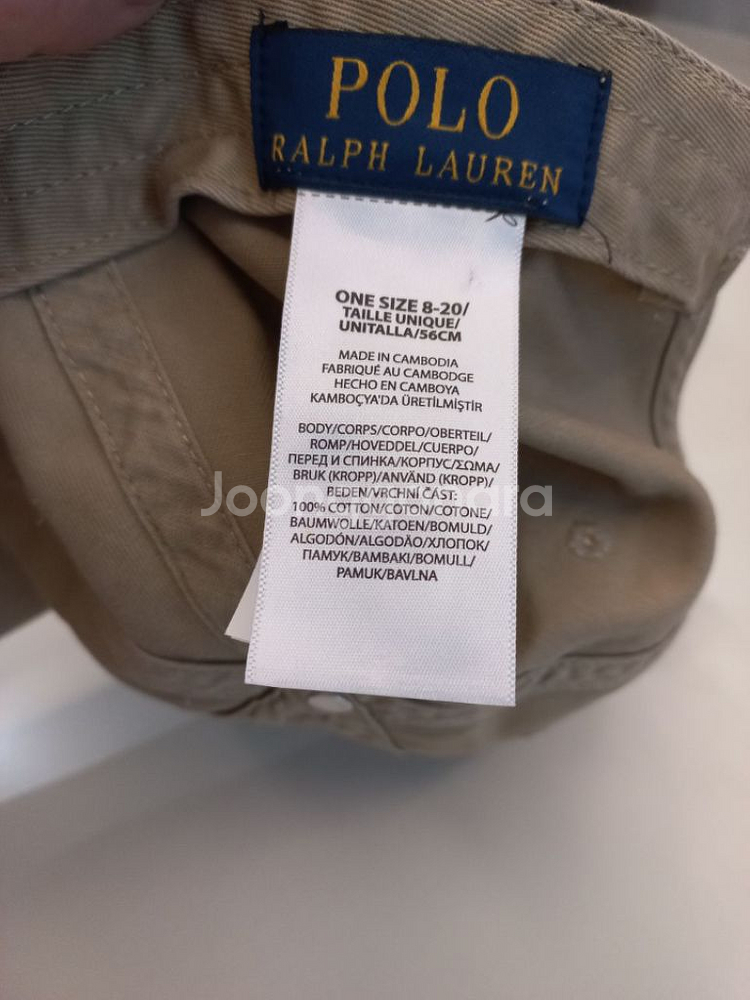 POLO
RALPH LAUREN
ONE SIZE 8-20/
TAILLE UNIQUE/
UNITALLA/56CM
MADE IN CAMBODIA
FABRIQUÉ AU CAMBODGE
HECHO EN CAMBOYA
KAMBOÇYA'DA ÜRETİLMİŞTİR
BODY/CORPS/CORPO/OBERTEIL/
ROMP/HOVEDDEL/CUERPO/
ПЕРЕД И СПИНКА/КОРПУС/ΣΩΜΑ/
BRUK (KROPP)/ANVÄND (KROPP)/
BEDEN/VRCHNÍ ČÁST:
100% COTTON/COTON/COTONE/
BAUMWOLLE/KATOEN/BOMULD/
ALGODÓN/ALGODÃO/ХЛОПОК/
ПАМУК/ΒΑΜΒΑΚΙ/BOMULL/
PAMUK/BAVLNA